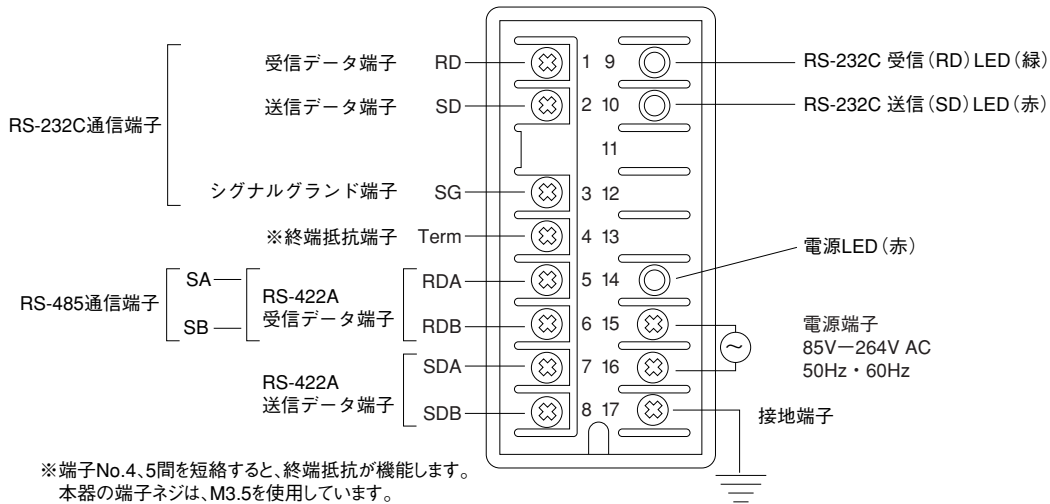 受信データ端子 RD 1 9 RS-232C 受信(RD)LED(緑)
送信データ端子 SD 2 10 RS-232C 送信(SD)LED(赤)
RS-232C通信端子
11
シグナルグランド端子 SG 3 12
※終端抵抗端子 Term 4 13
電源LED(赤)
RS-485通信端子
SA
SB
RS-422A
受信データ端子
RDA 5 14
RDB 6 15
電源端子
85V－264V AC
50Hz・60Hz
RS-422A
送信データ端子
SDA 7 16
SDB 8 17 接地端子
※端子No.4、5間を短絡すると、終端抵抗が機能します。
本器の端子ネジは、M3.5を使用しています。